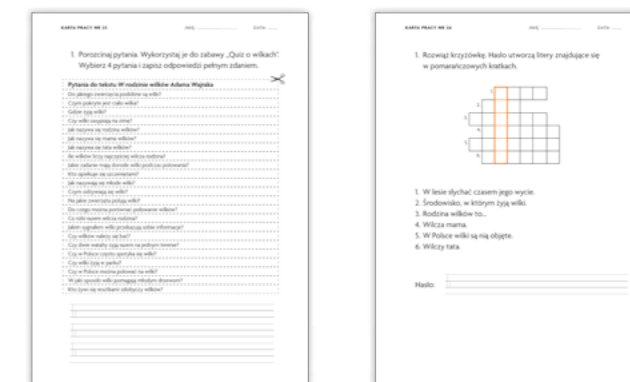 KARTA PRACY NR 23 IMIĘ: DATA:
1. Porozcinaj pytania. Wykorzystaj je do zabawy „Quiz o wilkach”.
Wybierz 4 pytania i zapisz odpowiedzi pełnym zdaniem.
Pytania do tekstu W rodzinie wilków Adama Wajraka
Do jakiego zwierzęcia podobne są wilki?
Czym pokryte jest ciało wilka?
Gdzie żyją wilki?
Czy wilki zasypiają na zimę?
Jak nazywa się rodzina wilków?
Jak nazywa się mama wilków?
Jak nazywa się tata wilków?
Ile wilków liczy najczęściej wilcza rodzina?
Jakie zadanie mają dorosłe wilki podczas polowania?
Kto opiekuje się szczeniętami?
Jak nazywają się młode wilki?
Czym odżywiają się wilki?
Na jakie zwierzęta polują wilki?
Do czego można porównać polowanie wilków?
Co robi razem wilcza rodzina?
Jakim sygnałem wilki przekazują sobie informacje?
Czy wilków należy się bać?
Czy dwie watahy żyją razem na jednym terenie?
Czy w Polsce często spotyka się wilki?
Czy wilki żyją w parku?
Czy w Polsce można polować na wilki?
W jaki sposób wilki pomagają młodym drzewom?
Kto żywi się resztkami zdobyczy wilków?
KARTA PRACY NR 24 IMIĘ: DATA:
1. Rozwiąż krzyżówkę. Hasło utworzą litery znajdujące się
w pomarańczowych kratkach.
1.
2.
3.
4.
5.
6.
1. W lesie słychać czasem jego wycie.
2. Środowisko, w którym żyją wilki.
3. Rodzina wilków to...
4. Wilcza mama.
5. W Polsce wilki są nią objęte.
6. Wilczy tata.
Hasło: